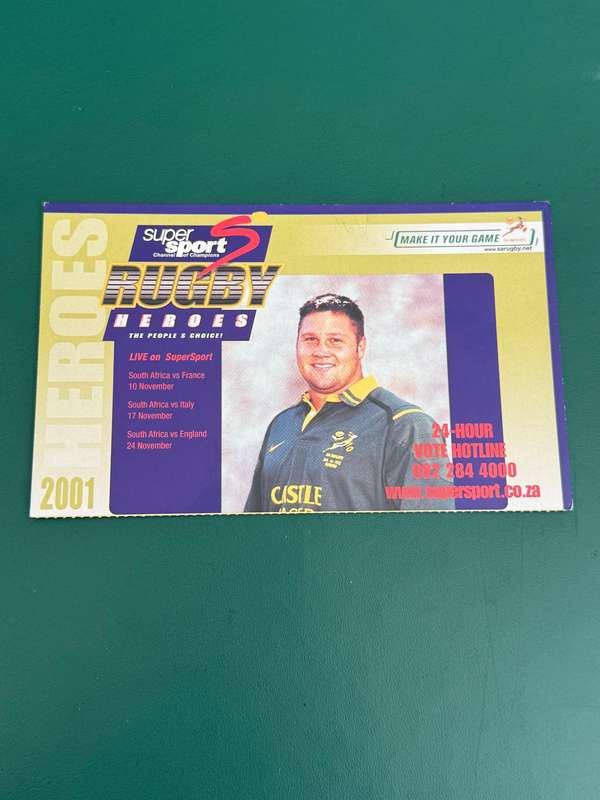 HEROES
2001
super
sport
S
Channel of Champions
RUGBY
HEROES
THE PEOPLE S CHOICE!
LIVE on SuperSport
South Africa vs France
10 November
South Africa vs Italy
17 November
South Africa vs England
24 November
MAKE IT YOUR GAME
www.sarugby.net
CASTLE
24-HOUR
VOTE HOTLINE
082 284 4000
www.supersport.co.za